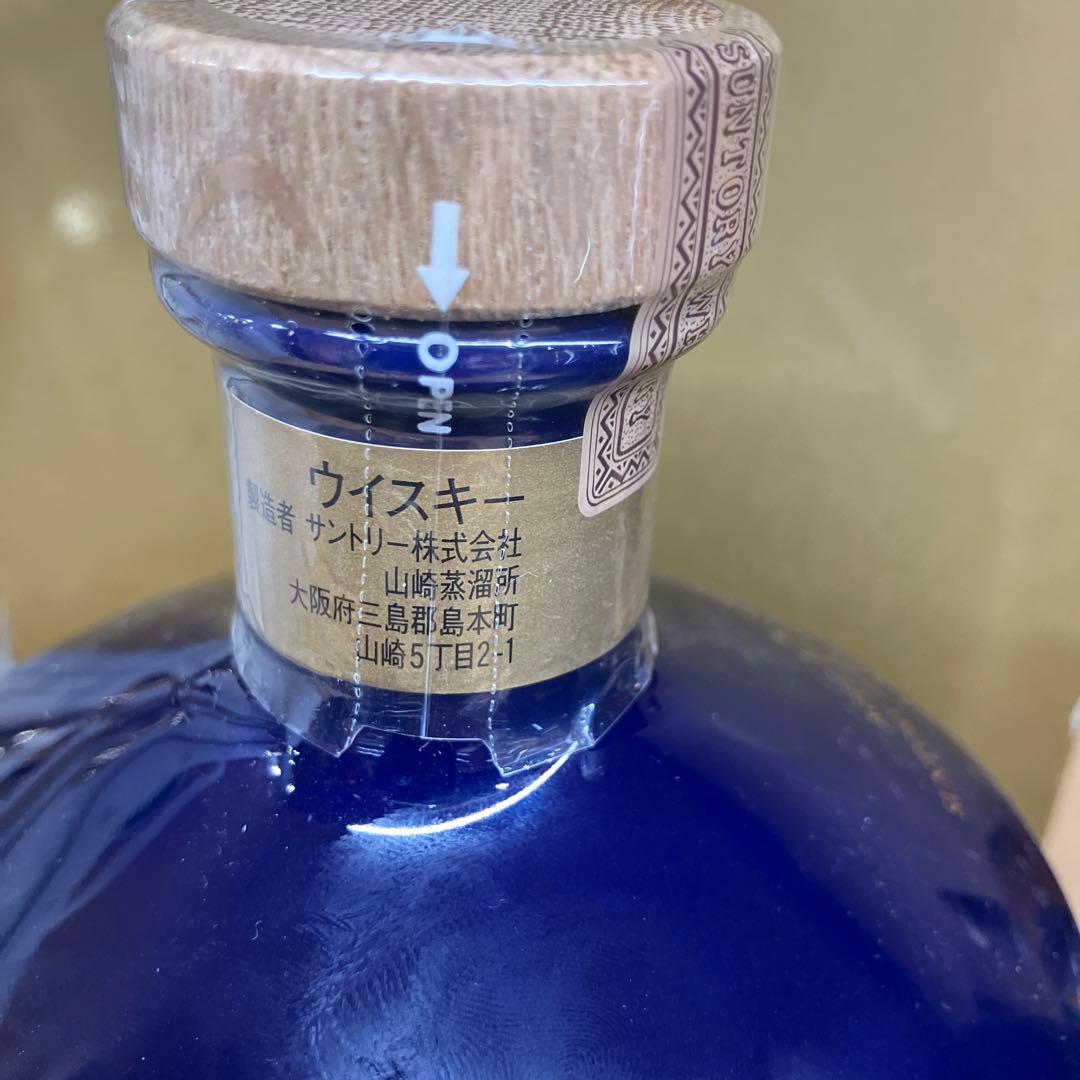 SUNTORY
OPEN
ウイスキー
製造者 サントリー株式会社
山崎蒸溜所
大阪府三島郡島本町
山崎5丁目2-1